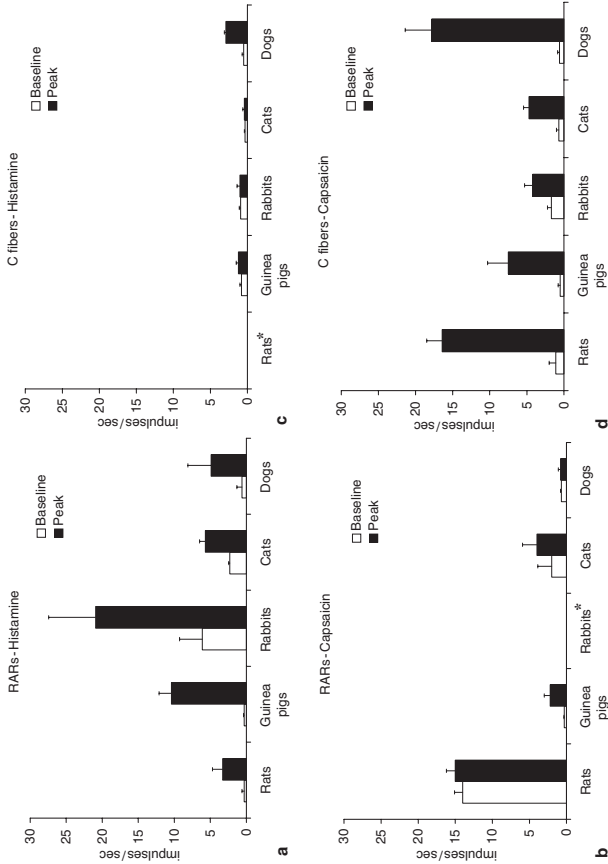 RARs-Histamine
Baseline
Peak
30
25
20
15
10
5
0
impulses/sec
Rats
Guinea
pigs
Rabbits
Cats
Dogs
a
C fibers-Histamine
Baseline
Peak
30
25
20
15
10
5
0
impulses/sec
Rats*
Guinea
pigs
Rabbits
Cats
Dogs
c
RARs-Capsaicin
Baseline
Peak
30
25
20
15
10
5
0
impulses/sec
Rats
Guinea
pigs
Rabbits*
Cats
Dogs
b
C fibers-Capsaicin
Baseline
Peak
30
25
20
15
10
5
0
impulses/sec
Rats
Guinea
pigs
Rabbits
Cats
Dogs
d